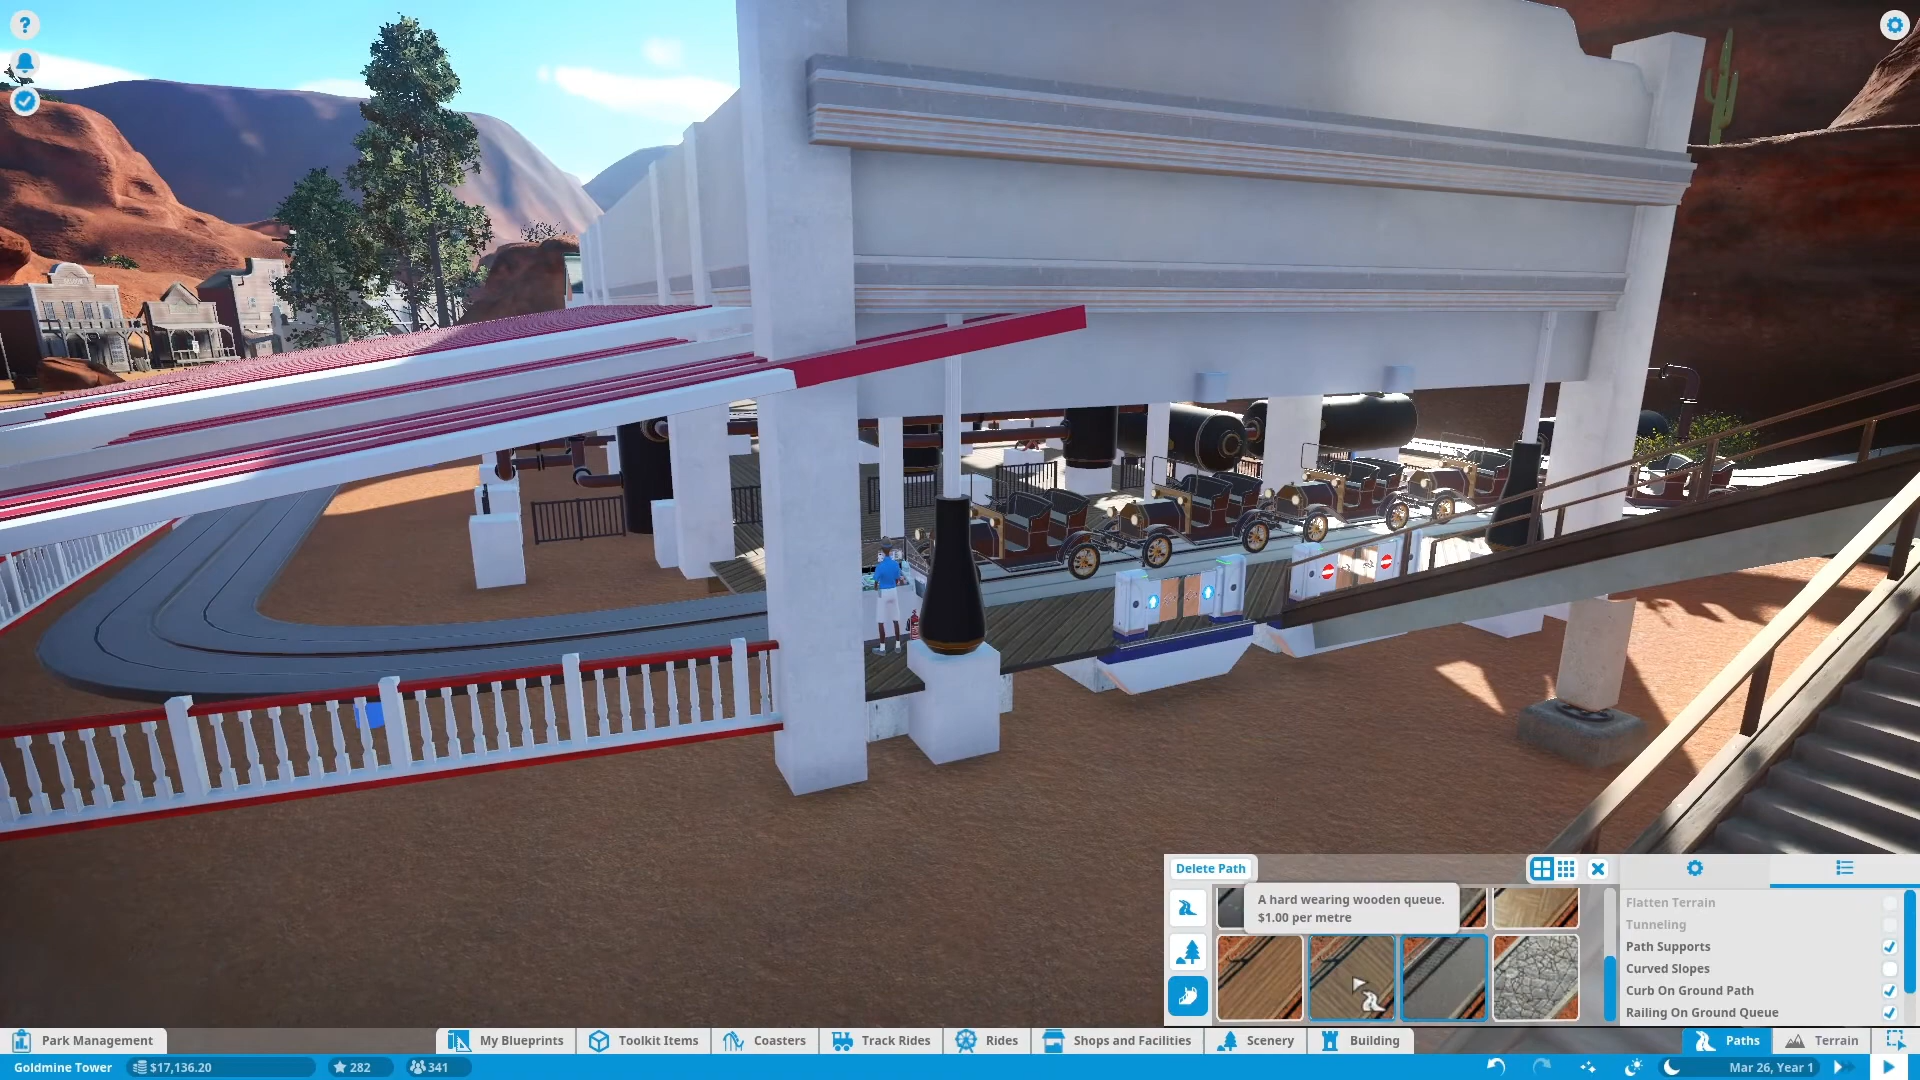 ?
Delete Path
A hard wearing wooden queue.
$1.00 per metre
Flatten Terrain
Tunneling
Path Supports
Curved Slopes
Curb On Ground Path
Railing On Ground Queue
Park Management
My Blueprints
Toolkit Items
Coasters
Track Rides
Rides
Shops and Facilities
Scenery
Building
Paths
Terrain
Goldmine Tower
$17,136.20
282
341
Mar 26, Year 1